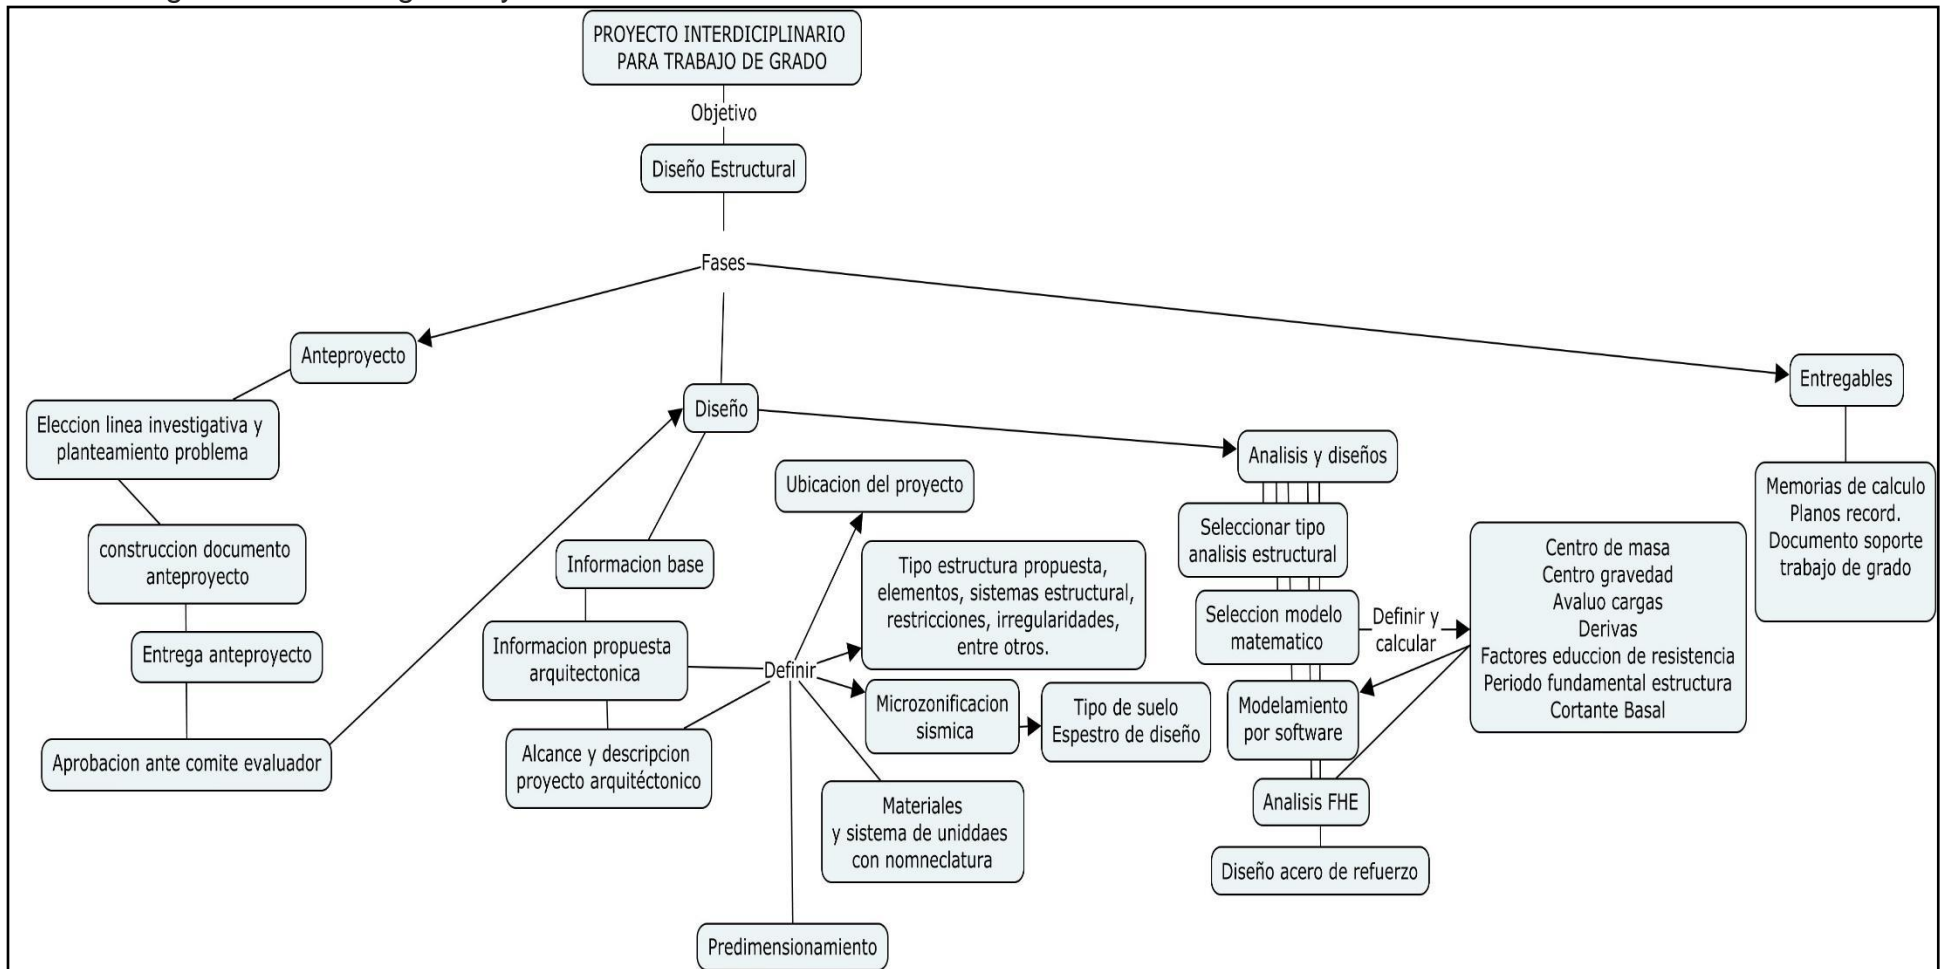 PROYECTO INTERDICIPLINARIO
PARA TRABAJO DE GRADO
Objetivo
Diseño Estructural
Fases
Anteproyecto
Eleccion linea investigativa y
planteamiento problema
construccion documento
anteproyecto
Entrega anteproyecto
Aprobacion ante comite evaluador
Diseño
Informacion base
Informacion propuesta
arquitectonica
Alcance y descripcion
proyecto arquitéctonico
Definir
Ubicacion del proyecto
Tipo estructura propuesta,
elementos, sistemas estructural,
restricciones, irregularidades,
entre otros.
Microzonificacion
sismica
Tipo de suelo
Espestro de diseño
Materiales
y sistema de uniddaes
con nomneclatura
Predimensionamiento
Analisis y diseños
Seleccionar tipo
analisis estructural
Seleccion modelo
matematico
Definir y
calcular
Centro de masa
Centro gravedad
Avaluo cargas
Derivas
Factores educcion de resistencia
Periodo fundamental estructura
Cortante Basal
Modelamiento
por software
Analisis FHE
Diseño acero de refuerzo
Entregables
Memorias de calculo
Planos record.
Documento soporte
trabajo de grado